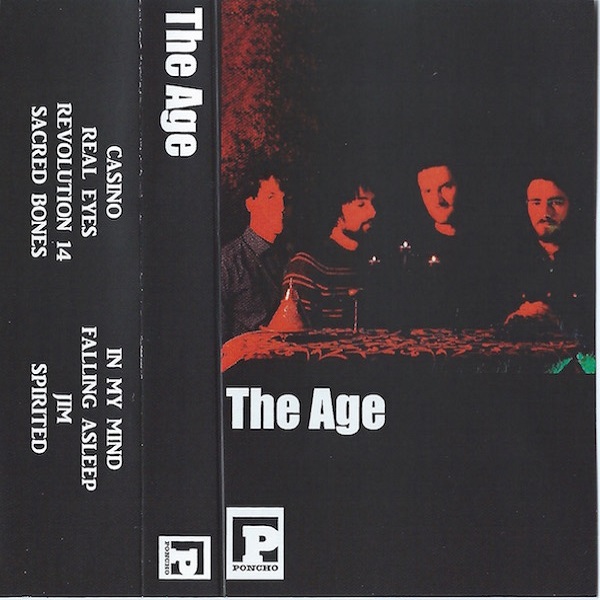 CASINO
REAL EYES
REVOLUTION 14
SACRED BONES
IN MY MIND
FALLING ASLEEP
JIM
SPIRITED
The Age
P
PONCHO
The Age
P
PONCHO